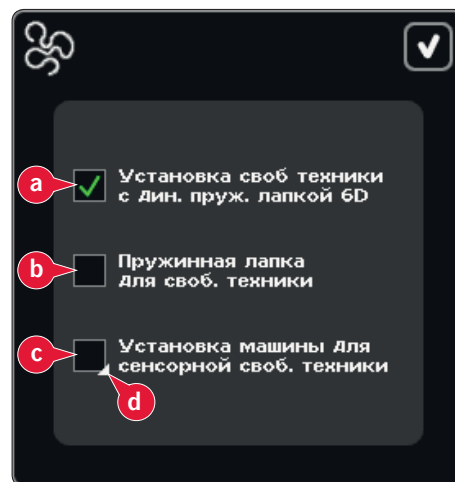 a Установка своб техники
с дин. пруж. лапкой 6D
b Пружинная лапка
для своб. техники
c Установка машины для
сенсорной своб. техники
d